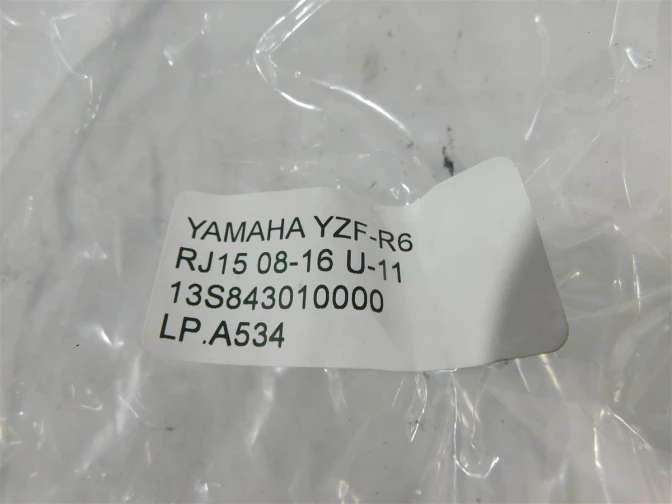 YAMAHA YZF-R6
RJ15 08-16 U-11
13S843010000
LP.A534